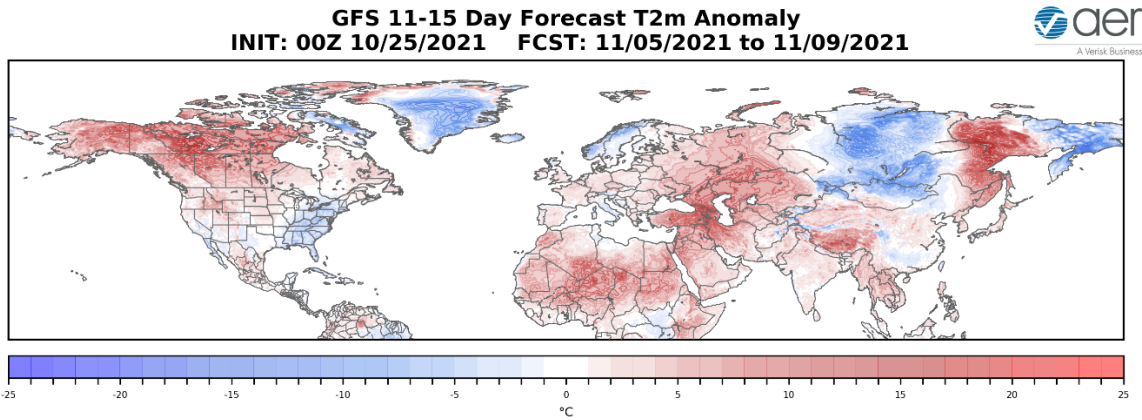 GFS 11-15 Day Forecast T2m Anomaly
INIT: 00Z 10/25/2021 FCST: 11/05/2021 to 11/09/2021
aer
A Verisk Business
-25 -20 -15 -10 -5 0 5 10 15 20 25
°C